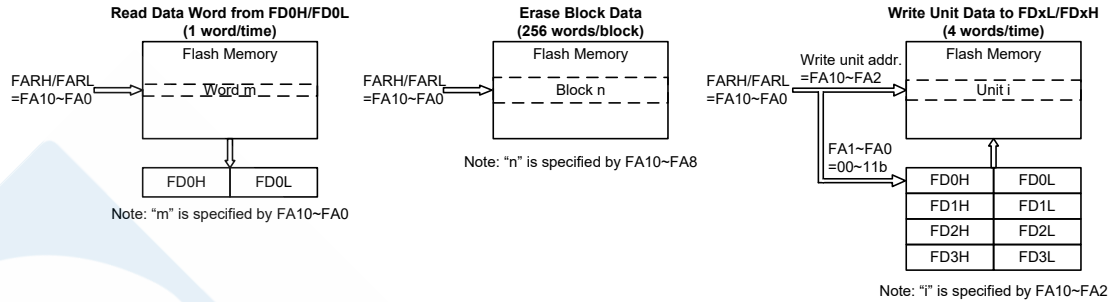 Read Data Word from FD0H/FD0L
(1 word/time)
Flash Memory
FARH/FARL
=FA10~FA0
Word m
FD0H FD0L
Note: “m” is specified by FA10~FA0
Erase Block Data
(256 words/block)
Flash Memory
FARH/FARL
=FA10~FA0
Block n
Note: “n” is specified by FA10~FA8
Write Unit Data to FDxL/FDxH
(4 words/time)
Flash Memory
FARH/FARL
=FA10~FA0
Write unit addr.
=FA10~FA2
Unit i
FA1~FA0
=00~11b
FD0H FD0L
FD1H FD1L
FD2H FD2L
FD3H FD3L
Note: “i” is specified by FA10~FA2